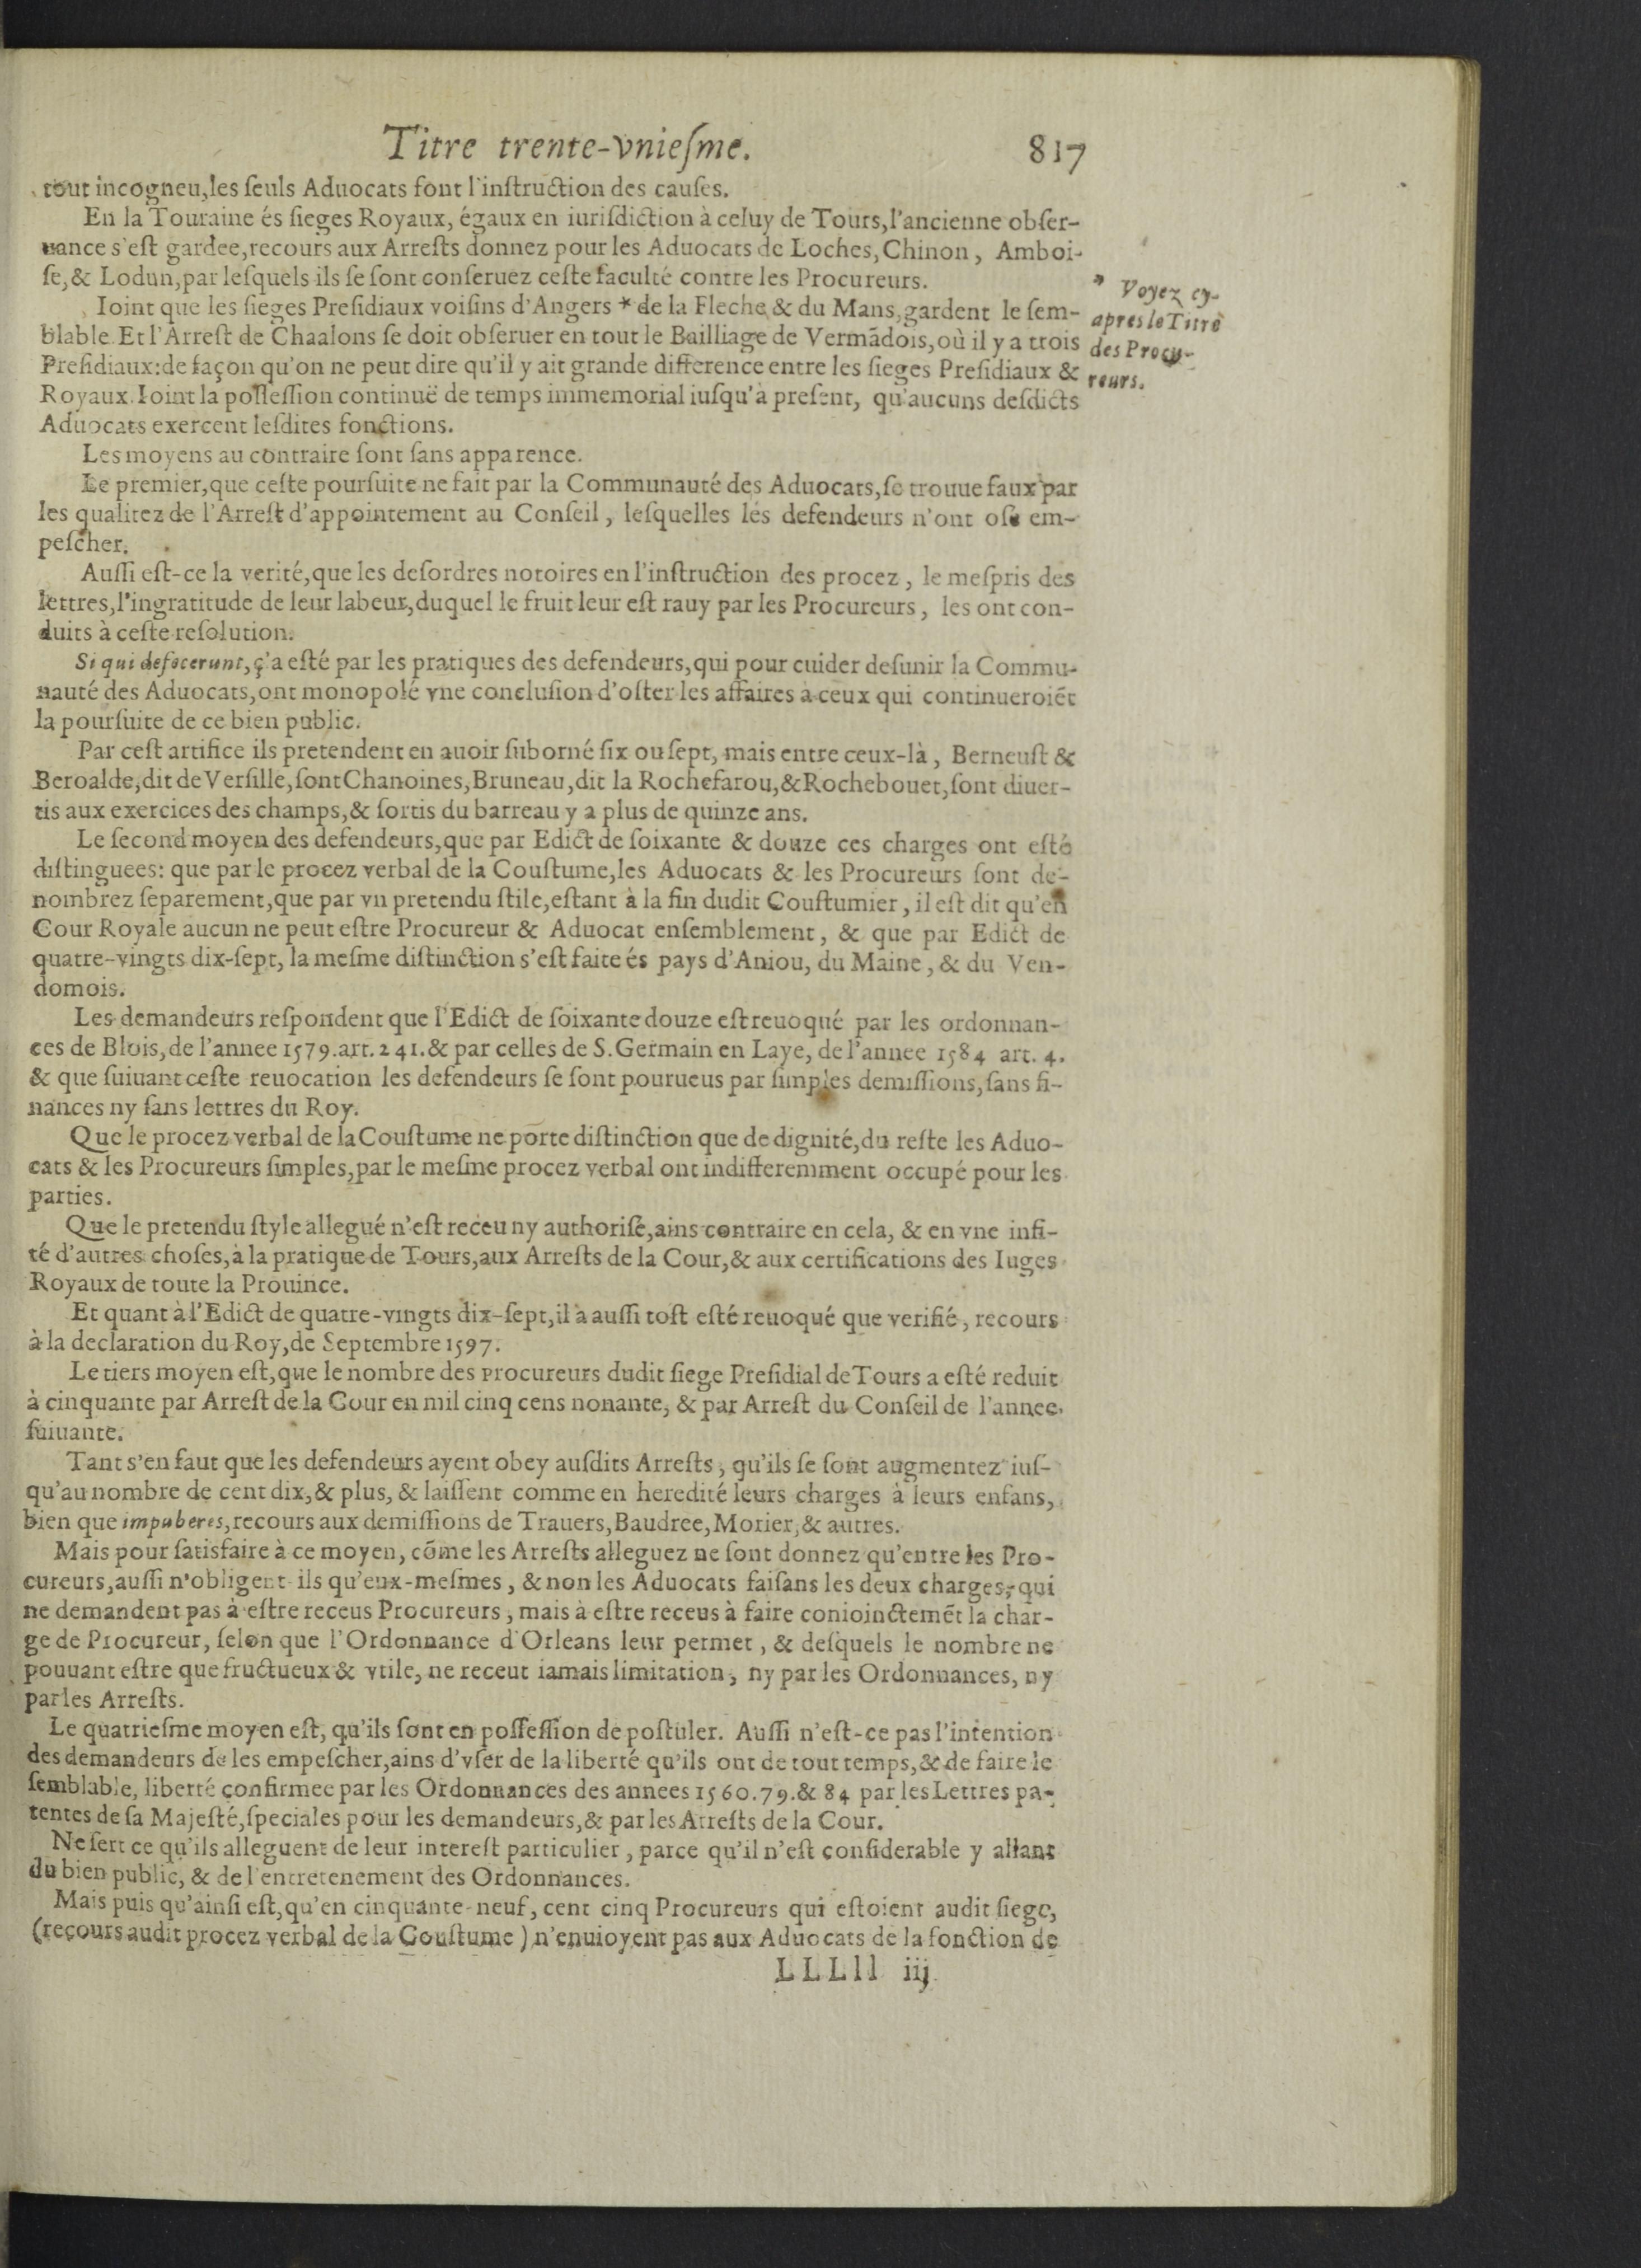 Titre trente-vnieſme. 817
tout incogneu, les ſeuls Aduocats font l'inſtruction des cauſes.
En la Touraine és ſieges Royaux, égaux en iuriſdiction à celuy de Tours, l'ancienne obſer-
uance s'eſt gardee, recours aux Arreſts donnez pour les Aduocats de Loches, Chinon, Amboi-
ſe, & Lodun, par leſquels ils ſe ſont conſeruez ceſte faculté contre les Procureurs.
Ioint que les ſieges Preſidiaux voiſins d'Angers * de la Fleche & du Mans, gardent le ſem-
* Voyez cy-
apres le Titre
des Procu-
reurs.
blable. Et l'Arreſt de Chaalons ſe doit obſeruer en tout le Bailliage de Vermãdois, où il y a trois
Preſidiaux: de façon qu'on ne peut dire qu'il y ait grande difference entre les ſieges Preſidiaux &
Royaux. Ioint la poſſeſſion continuë de temps immemorial iuſqu'à preſent, qu'aucuns deſdicts
Aduocats exercent leſdites fonctions.
Les moyens au contraire ſont ſans apparence.
Le premier, que ceſte pourſuite ne fait par la Communauté des Aduocats, ſe trouue faux par
les qualitez de l'Arreſt d'appointement au Conſeil, leſquelles les defendeurs n'ont oſé em-
peſcher.
Auſſi eſt-ce la verité, que les deſordres notoires en l'inſtruction des procez, le meſpris des
lettres, l'ingratitude de leur labeur, duquel le fruit leur eſt rauy par les Procureurs, les ont con-
duits à ceſte reſolution.
Si qui defecerunt, ç'a eſté par les pratiques des defendeurs, qui pour cuider deſunir la Commu-
nauté des Aduocats, ont monopolé vne concluſion d'oſter les affaires à ceux qui continueroiẽt
la pourſuite de ce bien public.
Par ceſt artifice ils pretendent en auoir ſuborné ſix ou ſept, mais entre ceux-là, Berneuſt &
Beroalde, dit de Verſille, ſont Chanoines, Bruneau, dit la Rochefarou, & Rochebouet, ſont diuer-
tis aux exercices des champs, & ſortis du barreau y a plus de quinze ans.
Le ſecond moyen des defendeurs, que par Edict de ſoixante & douze ces charges ont eſté
diſtinguees: que par le procez verbal de la Couſtume, les Aduocats & les Procureurs ſont dé-
nombrez ſeparement, que par vn pretendu ſtile, eſtant à la fin dudit Couſtumier, il eſt dit qu'en
Cour Royale aucun ne peut eſtre Procureur & Aduocat enſemblement, & que par Edict de
quatre-vingts dix-ſept, la meſme diſtinction s'eſt faite és pays d'Aniou, du Maine, & du Ven-
domois.
Les demandeurs reſpondent que l'Edict de ſoixante douze eſt reuoqué par les ordonnan-
ces de Blois, de l'annee 1579. art. 241. & par celles de S. Germain en Laye, de l'annee 1584 art. 4.
& que ſuiuant ceſte reuocation les defendeurs ſe ſont pourueus par ſimples demiſſions, ſans fi-
nances ny ſans lettres du Roy.
Que le procez verbal de la Couſtume ne porte diſtinction que de dignité, du reſte les Aduo-
cats & les Procureurs ſimples, par le meſme procez verbal ont indifferemment occupé pour les
parties.
Que le pretendu ſtyle allegué n'eſt receu ny authoriſé, ains contraire en cela, & en vne infi-
té d'autres choſes, à la pratique de Tours, aux Arreſts de la Cour, & aux certifications des Iuges
Royaux de toute la Prouince.
Et quant à l'Edict de quatre-vingts dix-ſept, il a auſſi toſt eſté reuoqué que verifié, recours
à la declaration du Roy, de Septembre 1597.
Le tiers moyen eſt, que le nombre des procureurs dudit ſiege Preſidial de Tours a eſté reduit
à cinquante par Arreſt de la Cour en mil cinq cens nonante, & par Arreſt du Conſeil de l'annee
ſuiuante.
Tant s'en faut que les defendeurs ayent obey auſdits Arreſts, qu'ils ſe ſont augmentez iuſ-
qu'au nombre de cent dix, & plus, & laiſſent comme en heredité leurs charges à leurs enfans,
bien que impuberes, recours aux demiſſions de Trauers, Baudree, Morier, & autres.
Mais pour ſatisfaire à ce moyen, cõme les Arreſts alleguez ne ſont donnez qu'entre les Pro-
cureurs, auſſi n'obligent ils qu'eux-meſmes, & non les Aduocats faiſans les deux charges, qui
ne demandent pas à eſtre receus Procureurs, mais à eſtre receus à faire conioinctemẽt la char-
ge de Procureur, ſelon que l'Ordonnance d'Orleans leur permet, & deſquels le nombre ne
pouuant eſtre que fructueux & vtile, ne receut iamais limitation, ny par les Ordonnances, ny
par les Arreſts.
Le quatrieſme moyen eſt, qu'ils ſont en poſſeſſion de poſtuler. Auſſi n'eſt-ce pas l'intention
des demandeurs de les empeſcher, ains d'vſer de la liberté qu'ils ont de tout temps, & de faire le
ſemblable, liberté confirmee par les Ordonnances des annees 1560. 79. & 84 par les Lettres pa-
tentes de ſa Majeſté, ſpeciales pour les demandeurs, & par les Arreſts de la Cour.
Ne ſert ce qu'ils alleguent de leur intereſt particulier, parce qu'il n'eſt conſiderable y allant
du bien public, & de l'entretenement des Ordonnances.
Mais puis qu'ainſi eſt, qu'en cinquante-neuf, cent cinq Procureurs qui eſtoient audit ſiege,
(recours audit procez verbal de la Couſtume) n'enuioyent pas aux Aduocats de la fonction de
LLLll iij